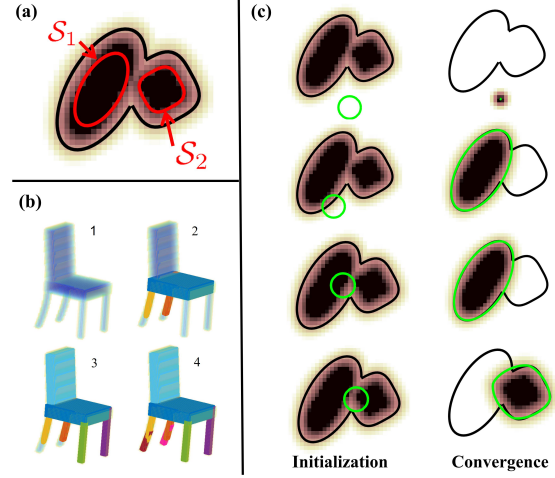 (a)
S₁
S₂
(b)
1
2
3
4
(c)
Initialization
Convergence